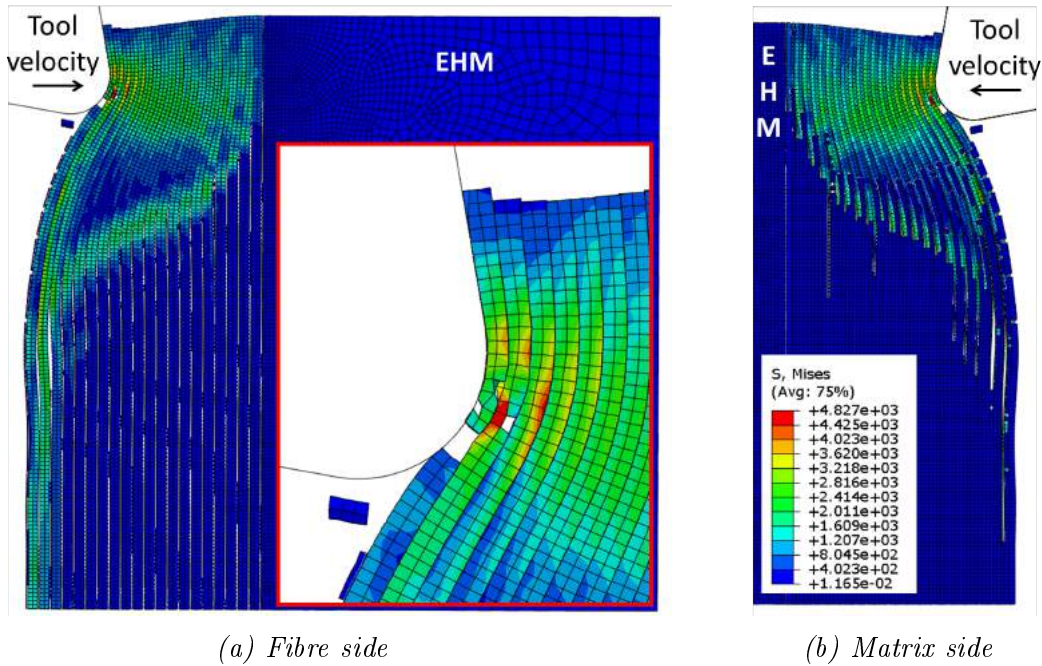 Tool
velocity
EHM
E
H
M
Tool
velocity
S, Mises
(Avg: 75%)
+4.827e+03
+4.425e+03
+4.023e+03
+3.620e+03
+3.218e+03
+2.816e+03
+2.414e+03
+2.011e+03
+1.609e+03
+1.207e+03
+8.045e+02
+4.023e+02
+1.165e-02
(a) Fibre side
(b) Matrix side